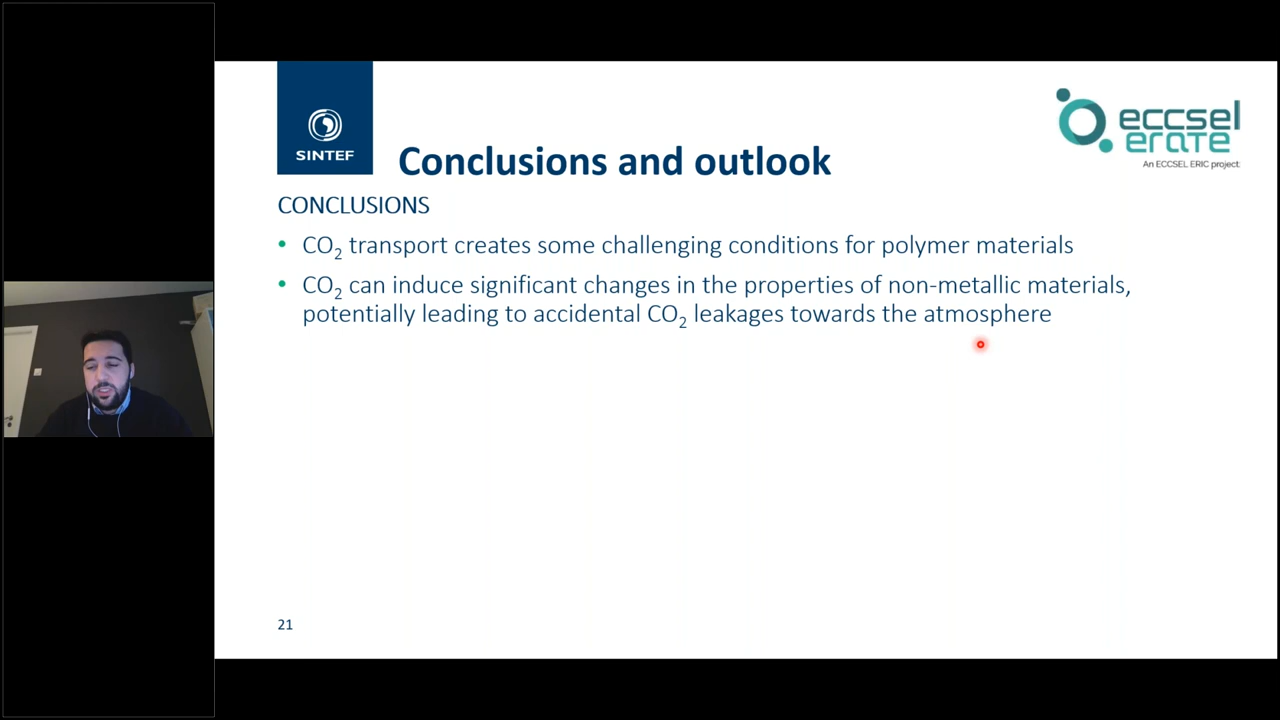 SINTEF
eccsel
erate
An ECCSEL ERIC project
Conclusions and outlook
CONCLUSIONS
• CO₂ transport creates some challenging conditions for polymer materials
• CO₂ can induce significant changes in the properties of non-metallic materials,
potentially leading to accidental CO₂ leakages towards the atmosphere
21